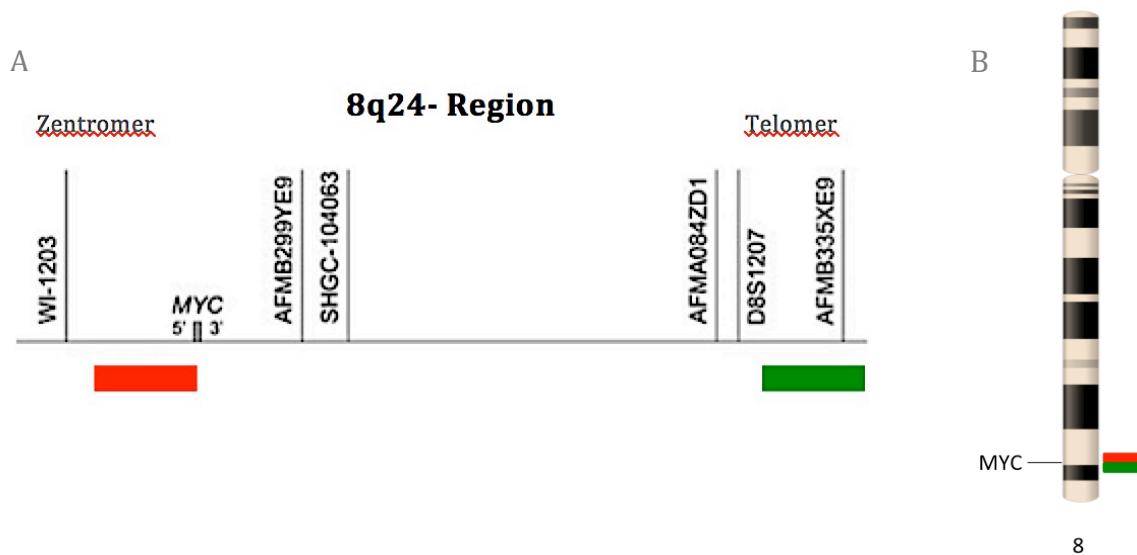 A
B
8q24- Region
Zentromer
Telomer
WI-1203
MYC
5' 3'
AFMB299YE9
SHGC-104063
AFMA084ZD1
D8S1207
AFMB335XE9
MYC
8